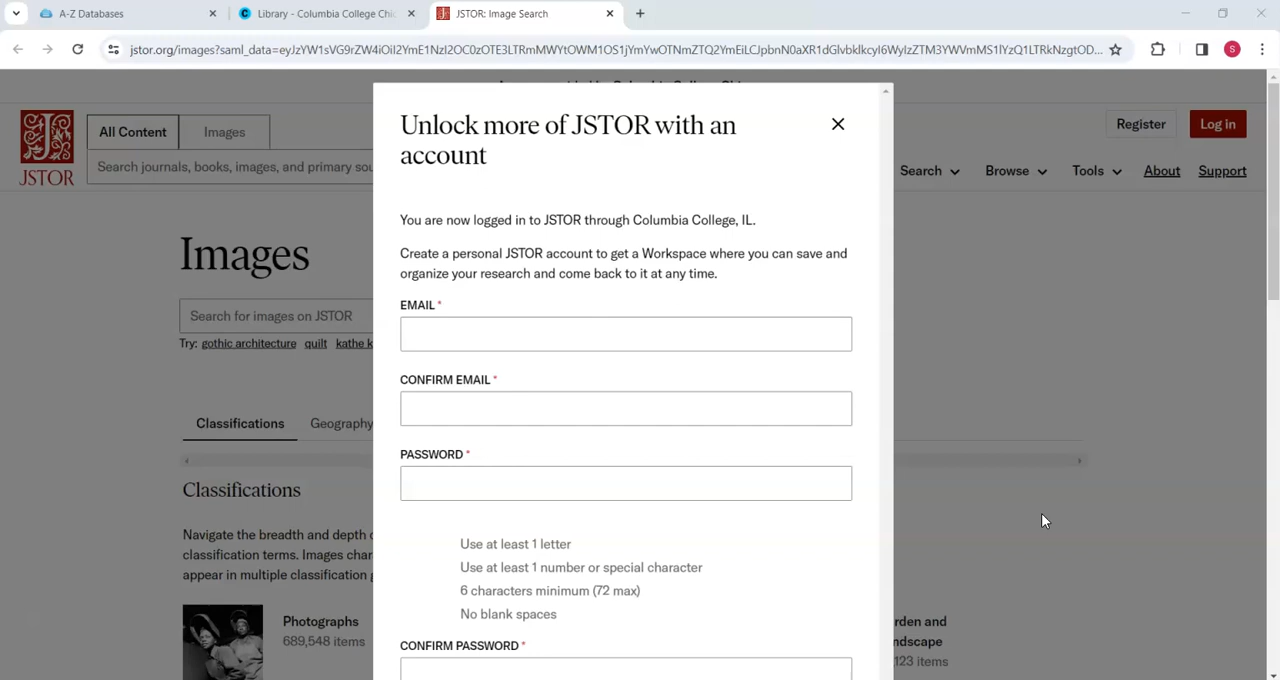 A-Z Databases
Library - Columbia College Chi
JSTOR: Image Search
jstor.org/images?saml_data=eyJzYW1sVG9rZW4iOiI2YmE1NzI2OC0zOTE3LTRmMWYtOWM1OS1jYmYwOTNmZTQ2YmEiLCJpbnN0aXR1dGlvbklkcyI6WyIzZTM3YWVmMS1lYzQ1LTRkNzgtOD...
S
JSTOR
All Content
Images
Search journals, books, images, and primary sou
Register
Log in
Search
Browse
Tools
About
Support
Images
Search for images on JSTOR
Try: gothic architecture quilt kathe k
Classifications
Geography
Classifications
Navigate the breadth and depth
classification terms. Images char
appear in multiple classification
Photographs
689,548 items
rden and
ndscape
123 items
Unlock more of JSTOR with an
account
You are now logged in to JSTOR through Columbia College, IL.
Create a personal JSTOR account to get a Workspace where you can save and
organize your research and come back to it at any time.
EMAIL *
CONFIRM EMAIL *
PASSWORD *
Use at least 1 letter
Use at least 1 number or special character
6 characters minimum (72 max)
No blank spaces
CONFIRM PASSWORD *